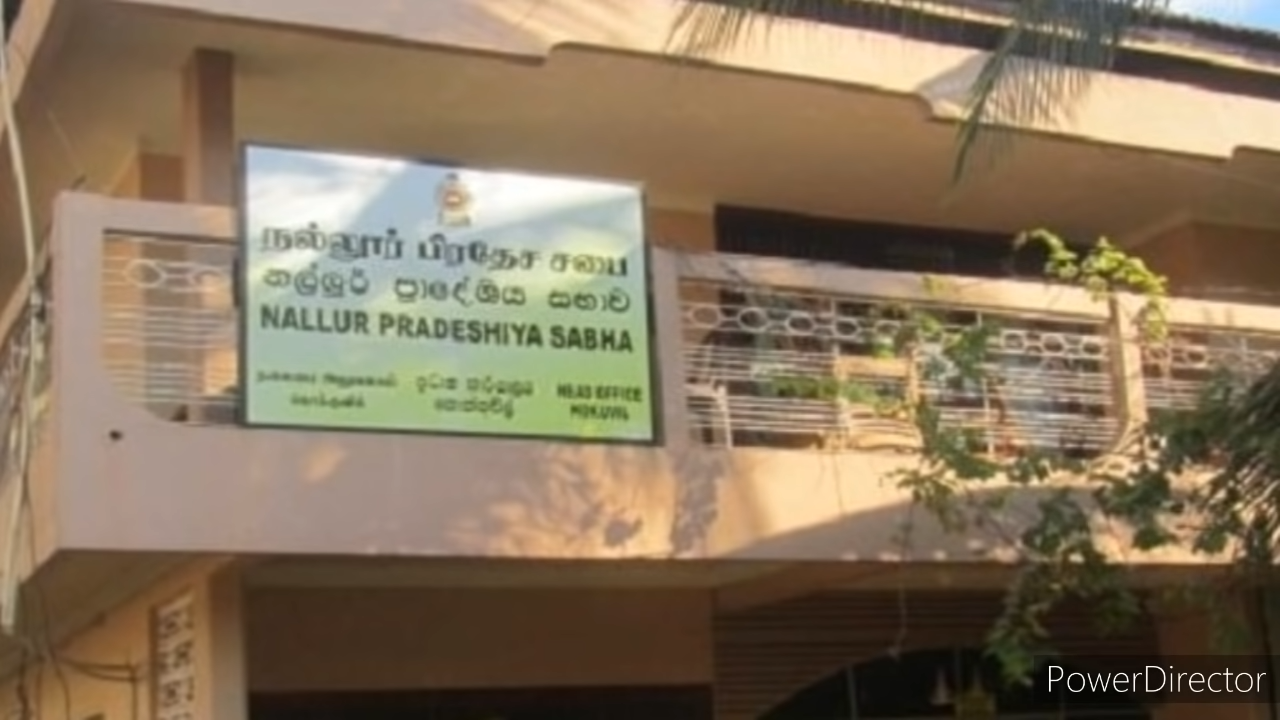 நல்லூர் பிரதேச சபை
නල්ලූර් ප්‍රාදේශීය සභාව
NALLUR PRADESHIYA SABHA
HEAD OFFICE
KOKUVIL
PowerDirector